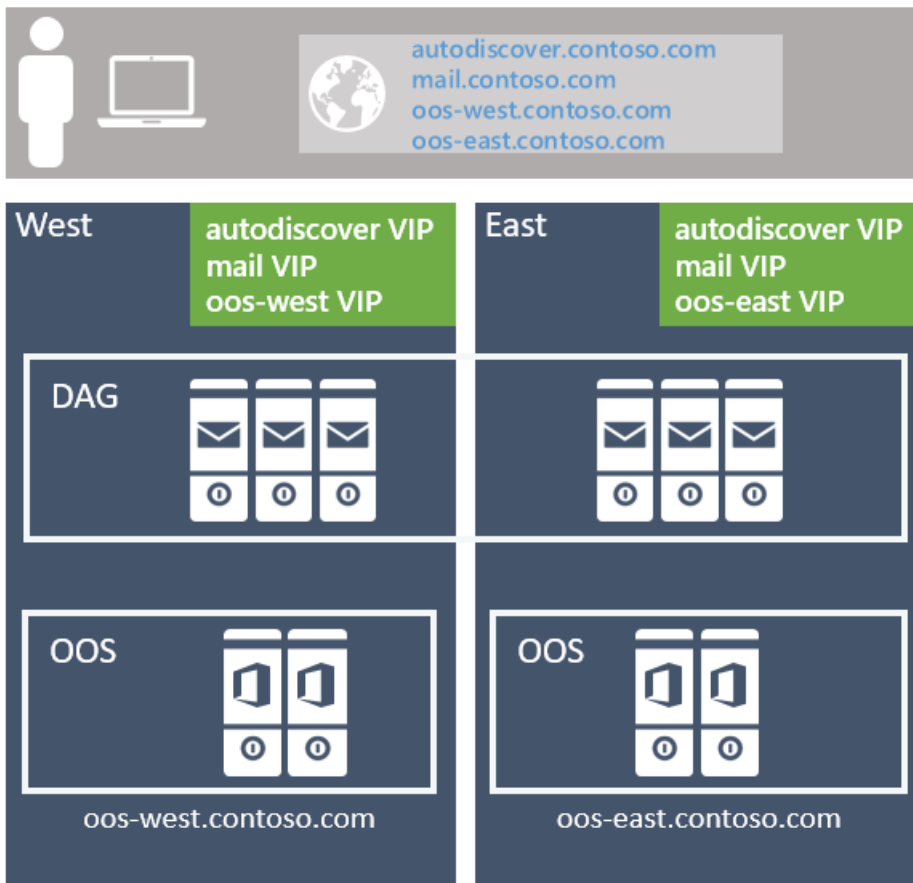 autodiscover.contoso.com
mail.contoso.com
oos-west.contoso.com
oos-east.contoso.com
West
autodiscover VIP
mail VIP
oos-west VIP
East
autodiscover VIP
mail VIP
oos-east VIP
DAG
OOS
OOS
oos-west.contoso.com
oos-east.contoso.com